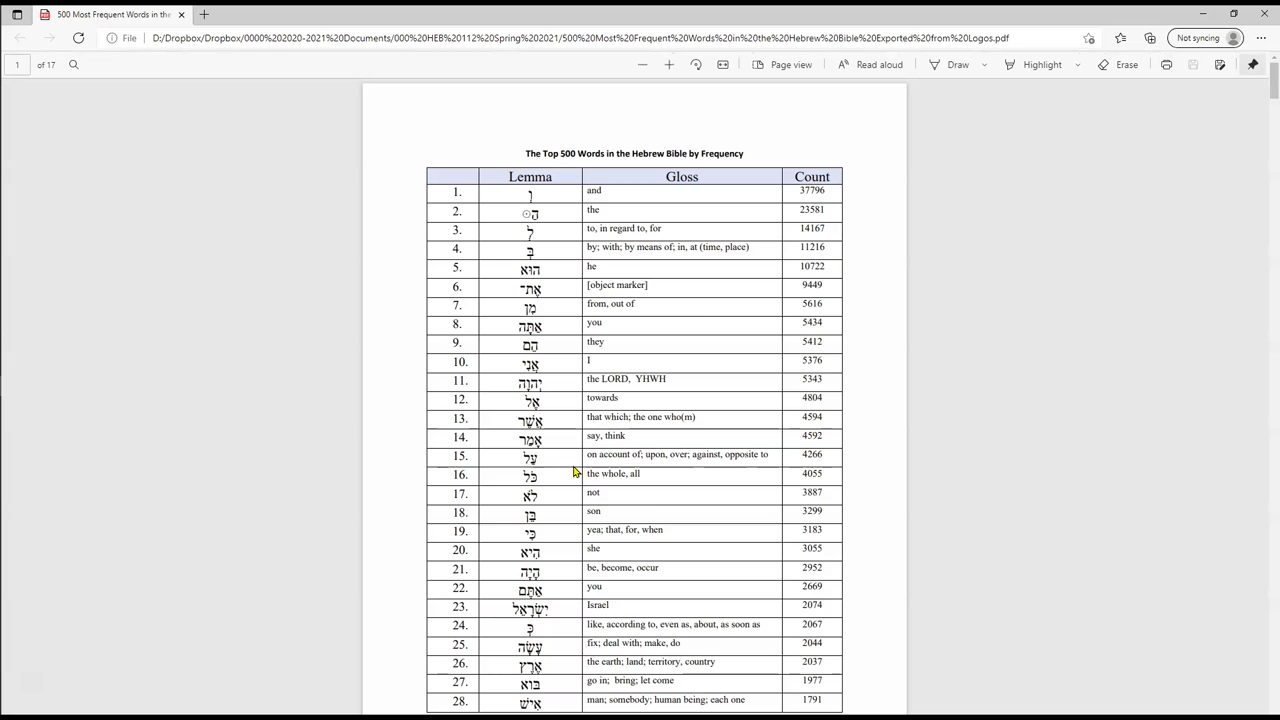 500 Most Frequent Words in the
File D:/Dropbox/Dropbox/0000%202020-2021%20Documents/000%20HEB%20112%20Spring%202021/500%20Most%20Frequent%20Words%20in%20the%20Hebrew%20Bible%20Exported%20from%20Logos.pdf Not syncing
1 of 17 Page view Read aloud Draw Highlight Erase
The Top 500 Words in the Hebrew Bible by Frequency
Lemma Gloss Count
1. וְ and 37796
2. הַ☉ the 23581
3. לְ to, in regard to, for 14167
4. בְּ by; with; by means of; in, at (time, place) 11216
5. הוּא he 10722
6. אֶת־ [object marker] 9449
7. מִן from, out of 5616
8. אַתָּה you 5434
9. הֵם they 5412
10. אֲנִי I 5376
11. יְהוָה the LORD, YHWH 5343
12. אֶל towards 4804
13. אֲשֶׁר that which; the one who(m) 4594
14. אָמַר say, think 4592
15. עַל on account of; upon, over; against, opposite to 4266
16. כֹּל the whole, all 4055
17. לֹא not 3887
18. בֵּן son 3299
19. כִּי yea; that, for, when 3183
20. הִיא she 3055
21. הָיָה be, become, occur 2952
22. אַתֶּם you 2669
23. יִשְׂרָאֵל Israel 2074
24. כְּ like, according to, even as, about, as soon as 2067
25. עָשָׂה fix; deal with; make, do 2044
26. אֶרֶץ the earth; land; territory, country 2037
27. בּוֹא go in; bring; let come 1977
28. אִישׁ man; somebody; human being; each one 1791